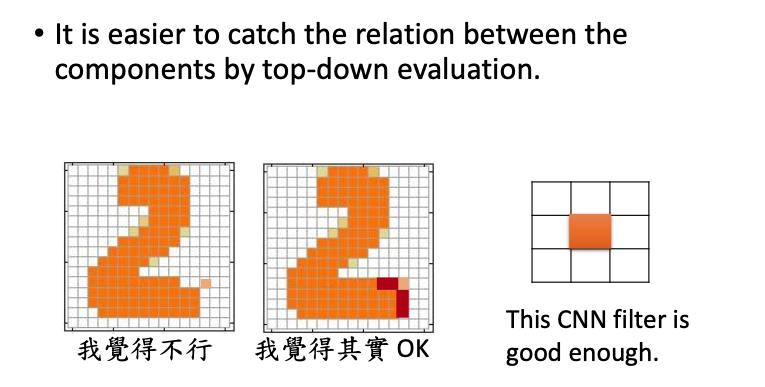 • It is easier to catch the relation between the
components by top-down evaluation.
我覺得不行
我覺得其實 OK
This CNN filter is
good enough.